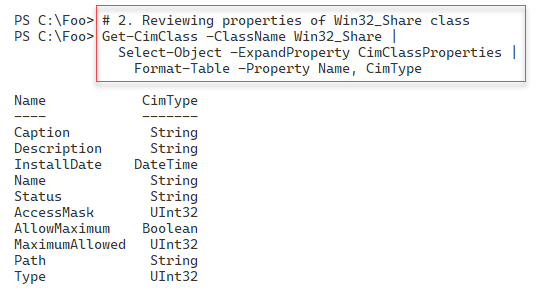 PS C:\Foo> # 2. Reviewing properties of Win32_Share class
PS C:\Foo> Get-CimClass -ClassName Win32_Share |
Select-Object -ExpandProperty CimClassProperties |
Format-Table -Property Name, CimType
Name CimType
---- -------
Caption String
Description String
InstallDate DateTime
Name String
Status String
AccessMask UInt32
AllowMaximum Boolean
MaximumAllowed UInt32
Path String
Type UInt32